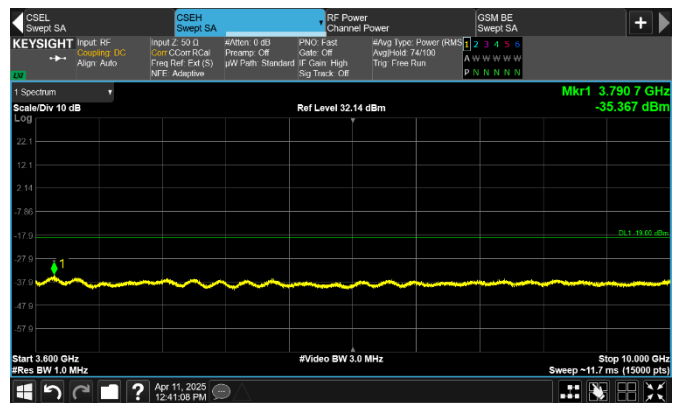 CSEL
Swept SA
CSEH
Swept SA
RF Power
Channel Power
GSM BE
Swept SA
+
KEYSIGHT
Input: RF
Coupling: DC
Align: Auto
LXI
Input Z: 50 Ω
Corr CCorr RCal
Freq Ref: Ext (S)
NFE: Adaptive
#Atten: 0 dB
Preamp: Off
µW Path: Standard
PNO: Fast
Gate: Off
IF Gain: High
Sig Track: Off
#Avg Type: Power (RMS)
Avg|Hold: 74/100
Trig: Free Run
1 2 3 4 5 6
A W W W W W
P N N N N N
1 Spectrum
Mkr1 3.790 7 GHz
Scale/Div 10 dB
Ref Level 32.14 dBm
-35.367 dBm
Log
22.1
12.1
2.14
-7.86
-17.9
DL1 -19.00 dBm
-27.9
1
-37.9
-47.9
-57.9
Start 3.600 GHz
#Video BW 3.0 MHz
Stop 10.000 GHz
#Res BW 1.0 MHz
Sweep ~11.7 ms (15000 pts)
?
Apr 11, 2025
12:41:08 PM